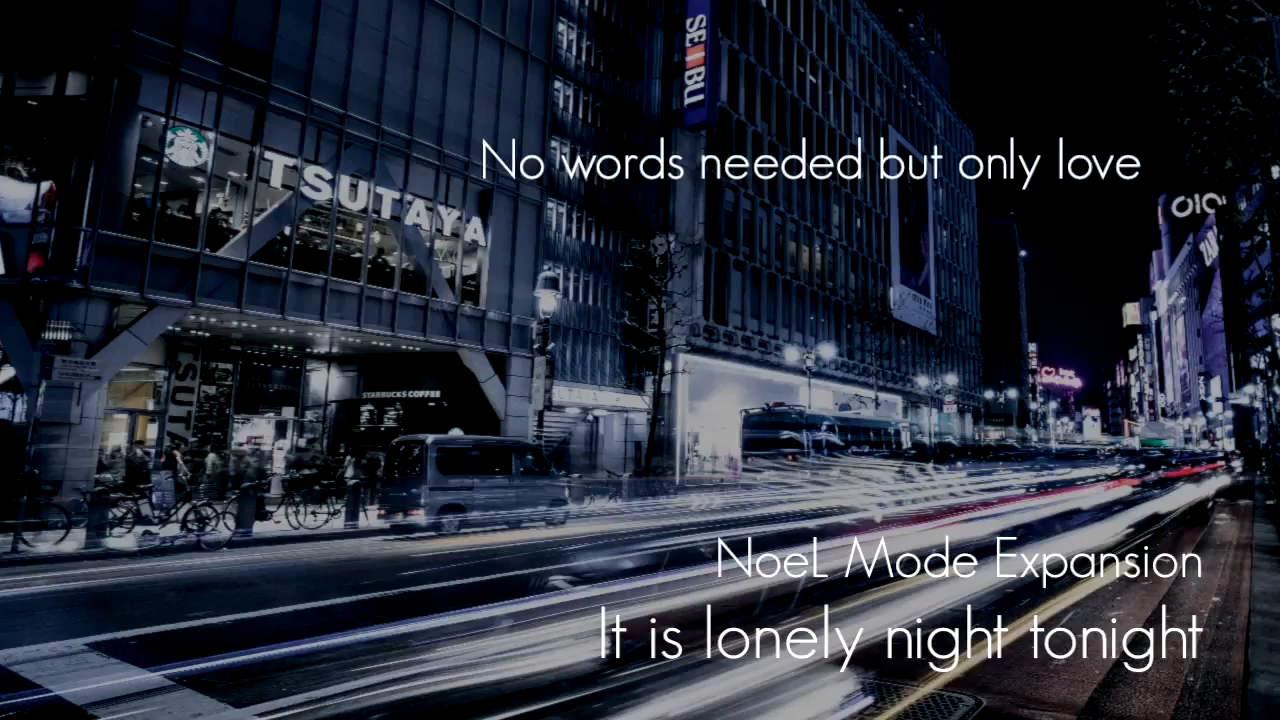 SEIBU
No words needed but only love
TSUTAYA
OIOI
STARBUCKS COFFEE
TSUTA
NoeL Mode Expansion
It is lonely night tonight